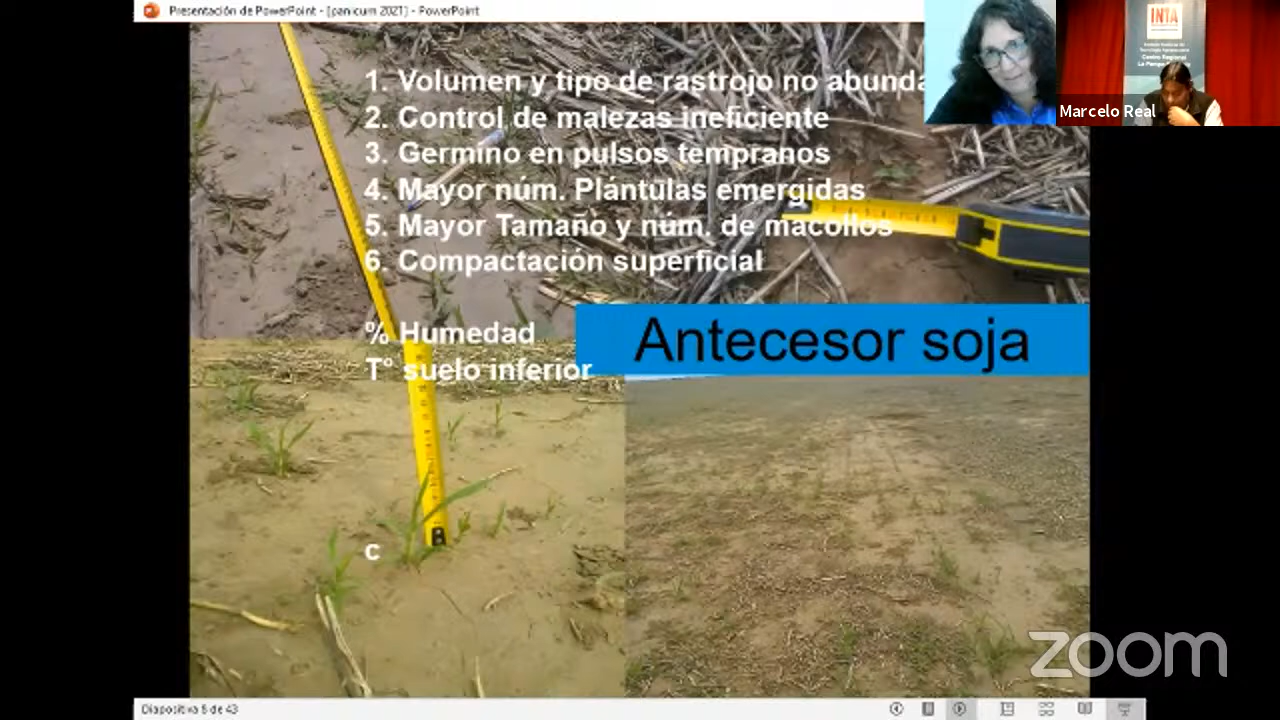 Presentación de PowerPoint - [panicum 2021] - PowerPoint
INTA
Marcelo Real
1. Volumen y tipo de rastrojo no abunda
2. Control de malezas ineficiente
3. Germino en pulsos tempranos
4. Mayor núm. Plántulas emergidas
5. Mayor Tamaño y núm. de macollos
6. Compactación superficial
% Humedad
T° suelo inferior
Antecesor soja
c
zoom
Diapositiva 6 de 43